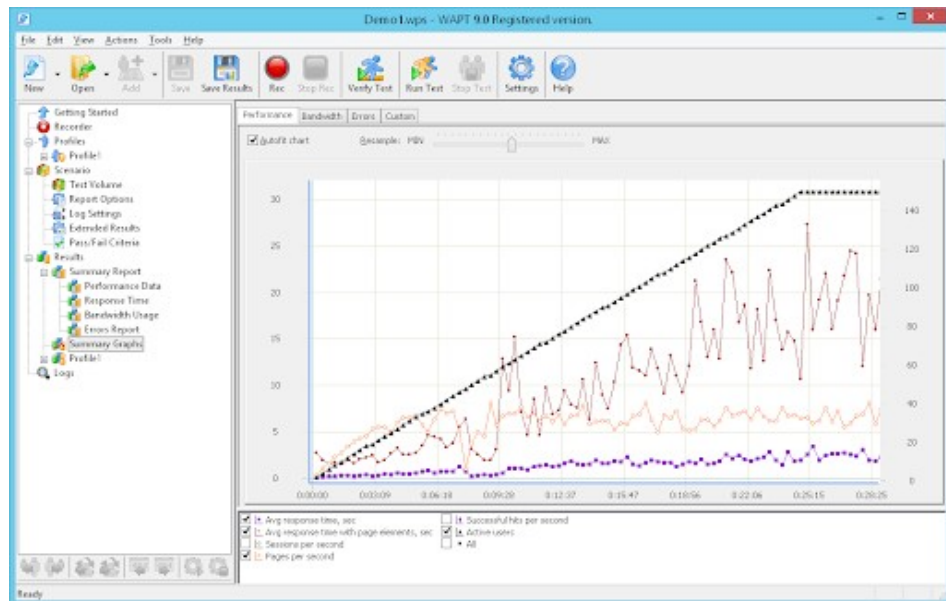 Demo1.wps - WAPT 9.0 Registered version.
File Edit View Actions Tools Help
New Open Add Save Save Results Rec Stop Rec Verify Test Run Test Stop Test Settings Help
Getting Started
Recorder
Profiles
Profile1
Scenario
Test Volume
Report Options
Log Settings
Extended Results
Pass/Fail Criteria
Results
Summary Report
Performance Data
Response Time
Bandwidth Usage
Errors Report
Summary Graphs
Profile1
Logs
Performance Bandwidth Errors Custom
Autofit chart Resample: MIN MAX
30
25
20
15
10
5
0
140
120
100
80
60
40
20
0
0:00:00 0:03:09 0:06:18 0:09:28 0:12:37 0:15:47 0:18:56 0:22:06 0:25:15 0:28:25
Avg response time, sec
Avg response time with page elements, sec
Sessions per second
Pages per second
Successful hits per second
Active users
All
Ready